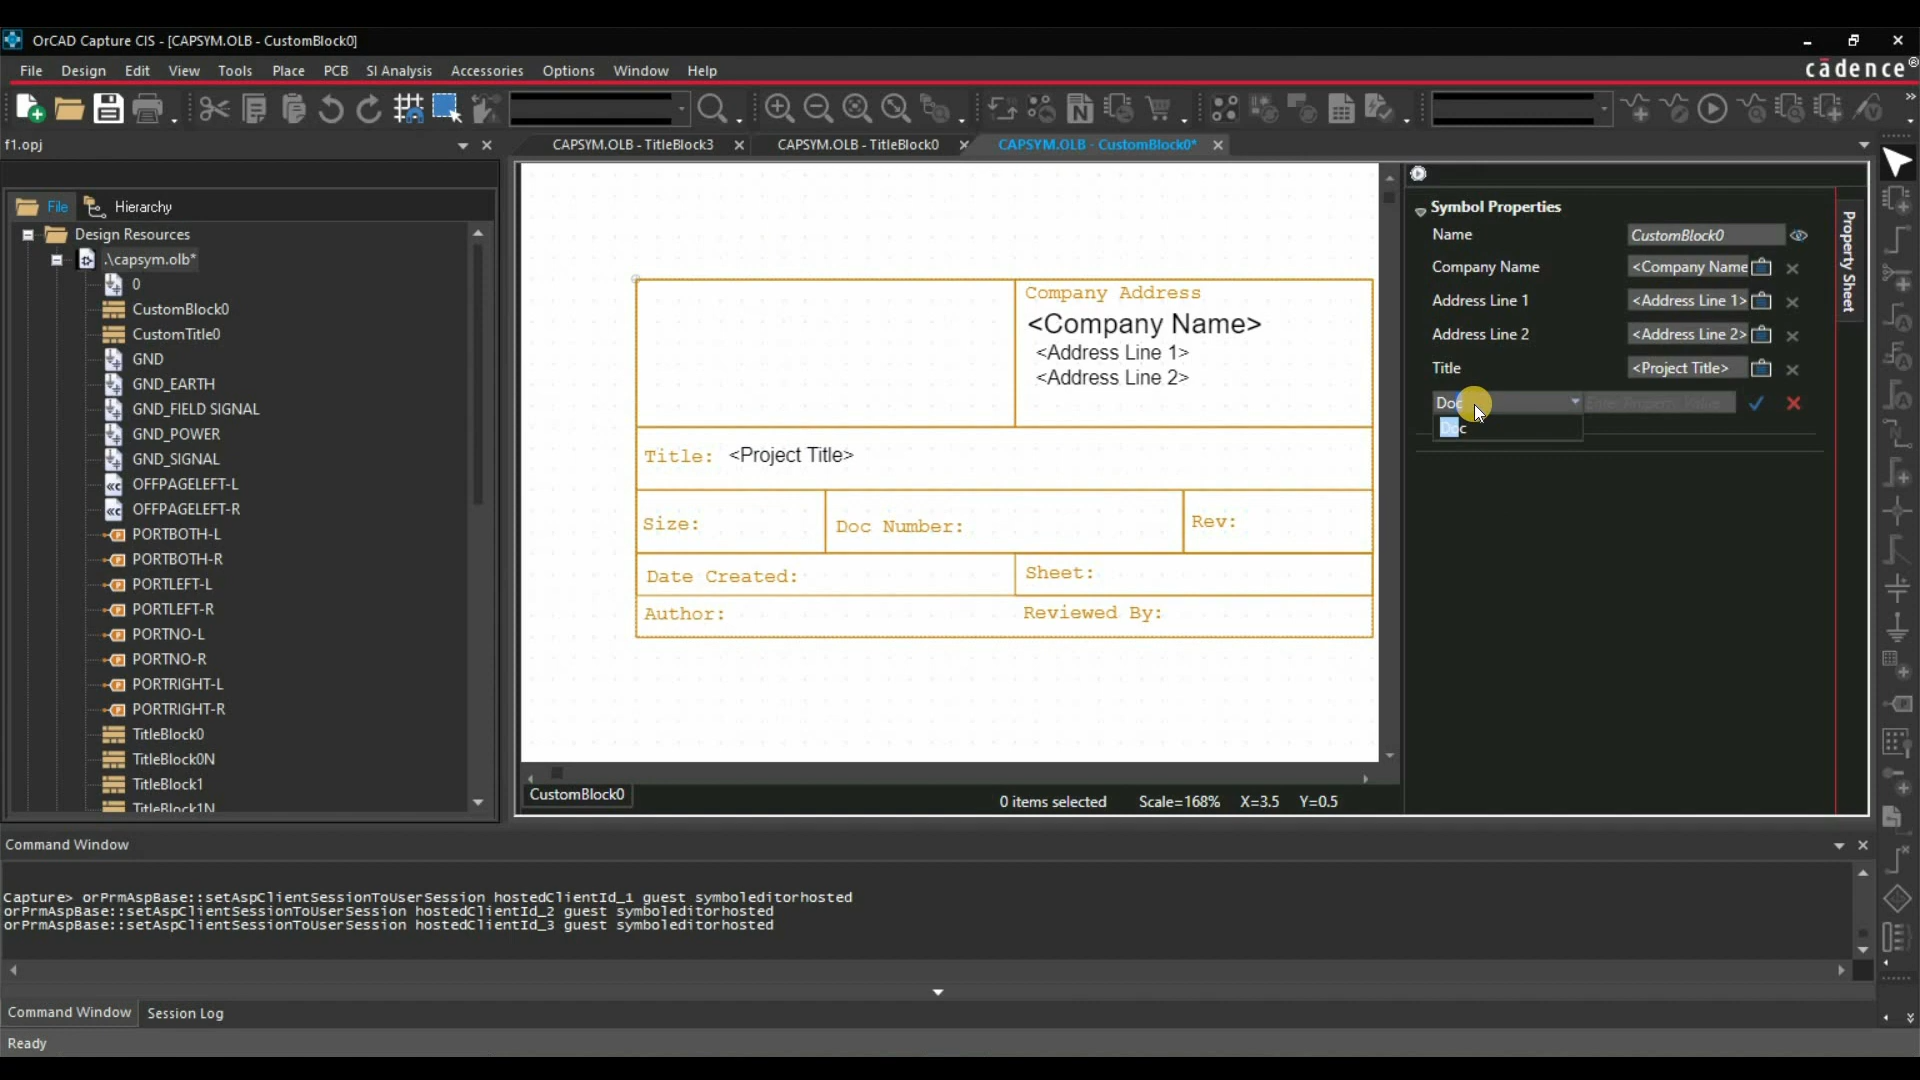 OrCAD Capture CIS - [CAPSYM.OLB - CustomBlock0]
File Design Edit View Tools Place PCB SI Analysis Accessories Options Window Help
cādence®
f1.opj
CAPSYM.OLB - TitleBlock3
CAPSYM.OLB - TitleBlock0
CAPSYM.OLB - CustomBlock0*
File
Hierarchy
Design Resources
.\capsym.olb*
0
CustomBlock0
CustomTitle0
GND
GND_EARTH
GND_FIELD SIGNAL
GND_POWER
GND_SIGNAL
OFFPAGELEFT-L
OFFPAGELEFT-R
PORTBOTH-L
PORTBOTH-R
PORTLEFT-L
PORTLEFT-R
PORTNO-L
PORTNO-R
PORTRIGHT-L
PORTRIGHT-R
TitleBlock0
TitleBlock0N
TitleBlock1
TitleBlock1N
Company Address
<Company Name>
<Address Line 1>
<Address Line 2>
Title: <Project Title>
Size:
Doc Number:
Rev:
Date Created:
Sheet:
Author:
Reviewed By:
CustomBlock0
0 items selected Scale=168% X=3.5 Y=0.5
Symbol Properties
Name CustomBlock0
Company Name <Company Name
Address Line 1 <Address Line 1>
Address Line 2 <Address Line 2>
Title <Project Title>
Doc Enter Property Value
Doc
Property Sheet
Command Window
Capture> orPrmAspBase::setAspClientSessionToUserSession hostedClientId_1 guest symboleditorhosted
orPrmAspBase::setAspClientSessionToUserSession hostedClientId_2 guest symboleditorhosted
orPrmAspBase::setAspClientSessionToUserSession hostedClientId_3 guest symboleditorhosted
Command Window
Session Log
Ready